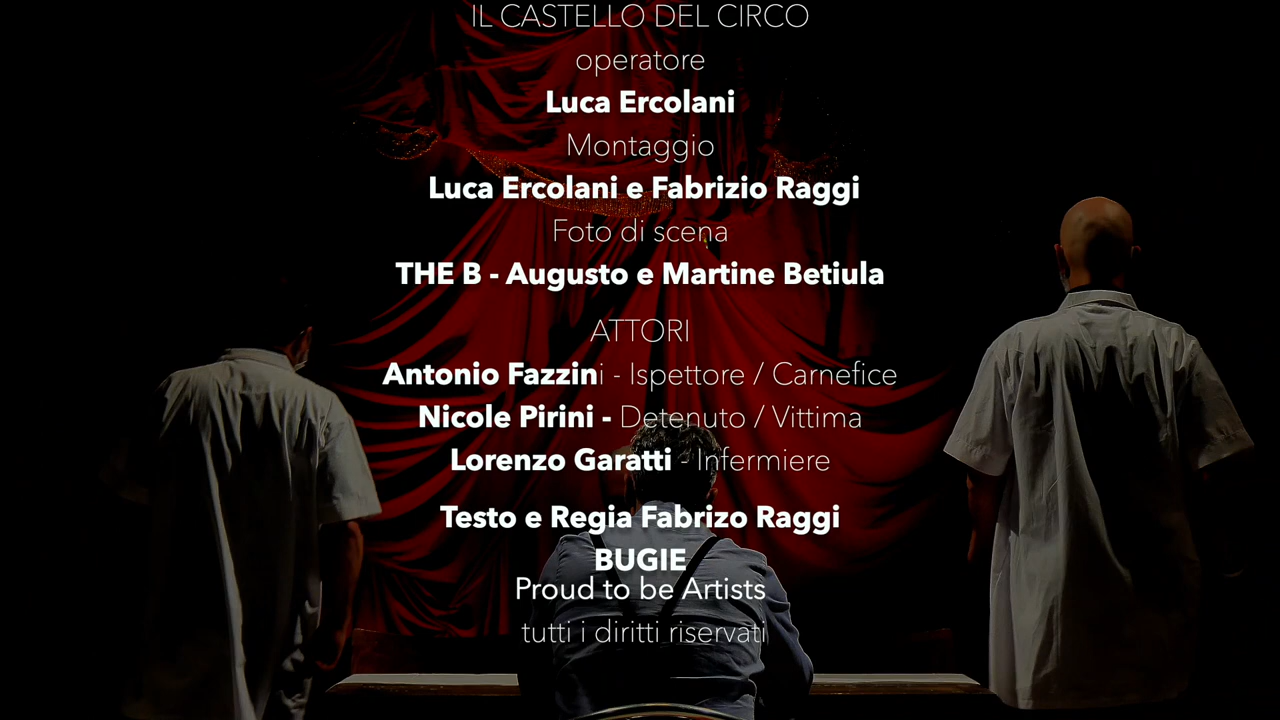 IL CASTELLO DEL CIRCO
operatore
Luca Ercolani
Montaggio
Luca Ercolani e Fabrizio Raggi
Foto di scena
THE B - Augusto e Martine Betiula
ATTORI
Antonio Fazzini - Ispettore / Carnefice
Nicole Pirini - Detenuto / Vittima
Lorenzo Garatti - Infermiere
Testo e Regia Fabrizo Raggi
BUGIE
Proud to be Artists
tutti i diritti riservati